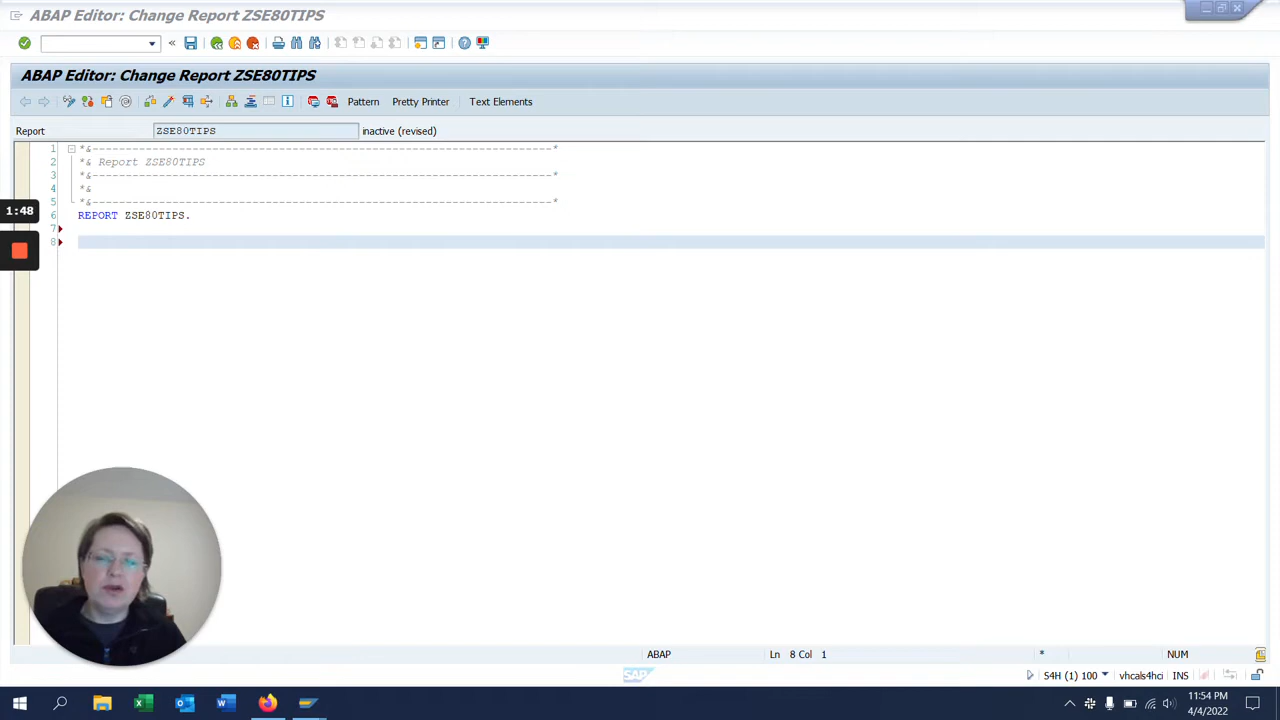 ABAP Editor: Change Report ZSE80TIPS
ABAP Editor: Change Report ZSE80TIPS
Pattern Pretty Printer Text Elements
Report ZSE80TIPS inactive (revised)
1 *&---------------------------------------------------------------------*
2 *& Report ZSE80TIPS
3 *&---------------------------------------------------------------------*
4 *&
5 *&---------------------------------------------------------------------*
1:48
6 REPORT ZSE80TIPS.
7
8
ABAP Ln 8 Col 1 * NUM
SAP
S4H (1) 100 vhcals4hci INS
11:54 PM
4/4/2022